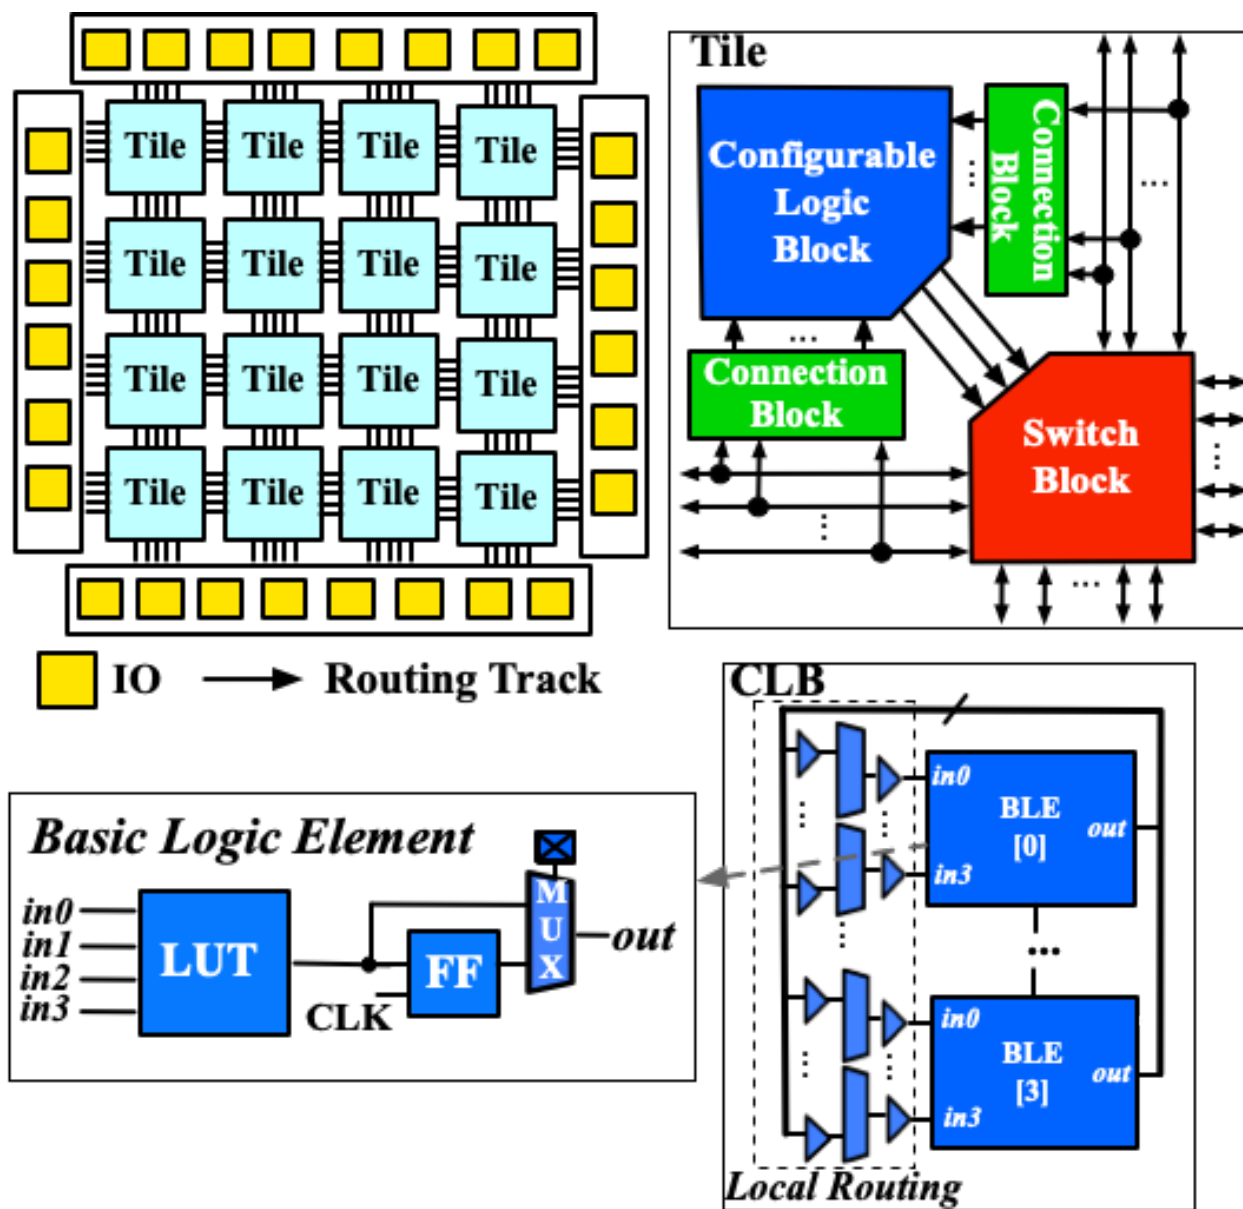 Tile Tile Tile Tile
Tile Tile Tile Tile
Tile Tile Tile Tile
Tile Tile Tile Tile
IO
Routing Track
Tile
Configurable
Logic
Block
Connection
Block
...
...
...
Connection
Block
...
Switch
Block
...
...
CLB
in0
BLE
[0]
out
in3
...
...
...
...
in0
BLE
[3]
out
in3
...
...
Local Routing
Basic Logic Element
in0
in1
in2
in3
LUT
FF
CLK
MUX
out